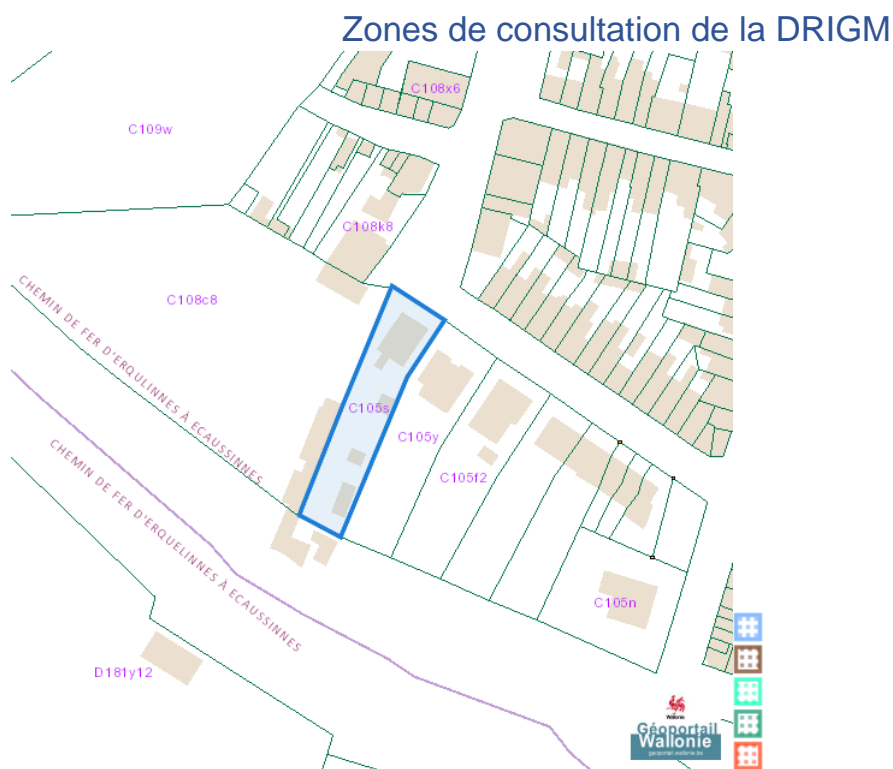 Zones de consultation de la DRIGM
C108x6
C109w
C108k8
C108c8
CHEMIN DE FER D'ERQULINNES À ECAUSSINNES
C105s
C105y
C105f2
CHEMIN DE FER D'ERQUELINNES À ECAUSSINNES
C105n
D181y12
Wallonie
Géoportail
Wallonie
geoportail.wallonie.be